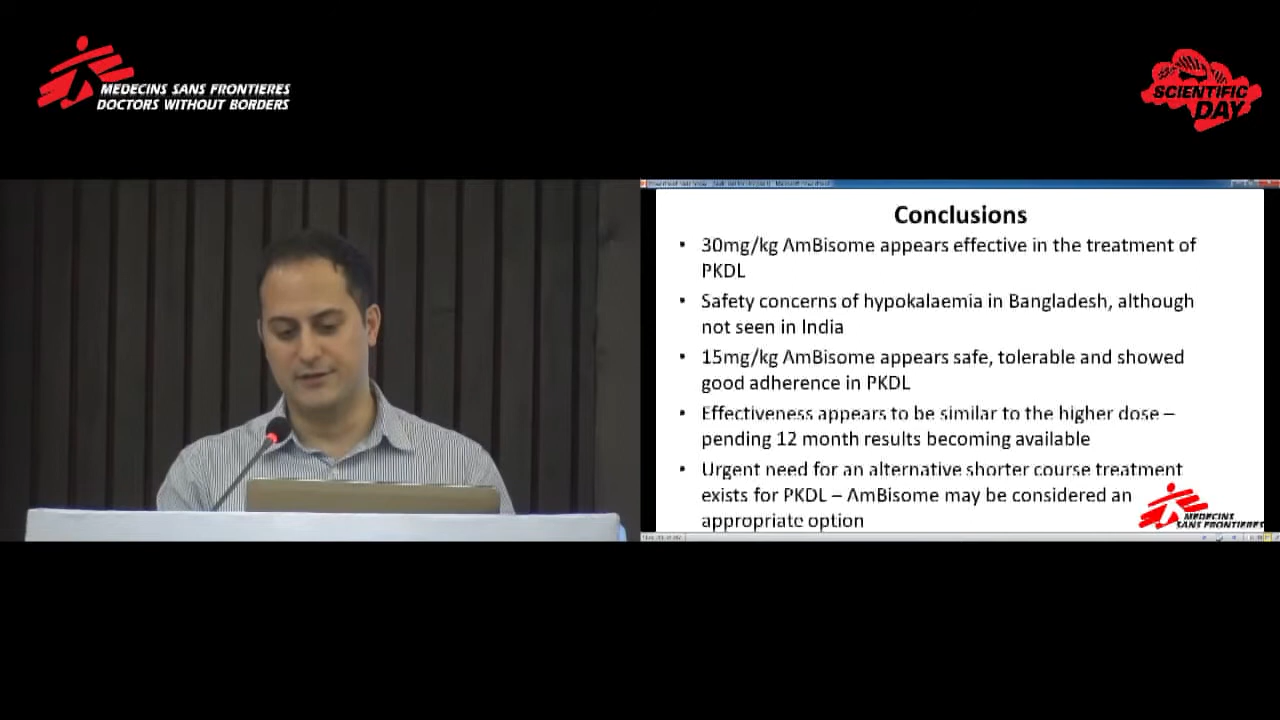 MEDECINS SANS FRONTIERES
DOCTORS WITHOUT BORDERS
SCIENTIFIC
DAY
Conclusions
• 30mg/kg AmBisome appears effective in the treatment of
PKDL
• Safety concerns of hypokalaemia in Bangladesh, although
not seen in India
• 15mg/kg AmBisome appears safe, tolerable and showed
good adherence in PKDL
• Effectiveness appears to be similar to the higher dose –
pending 12 month results becoming available
• Urgent need for an alternative shorter course treatment
exists for PKDL – AmBisome may be considered an
appropriate option
MEDECINS
SANS FRONTIERES